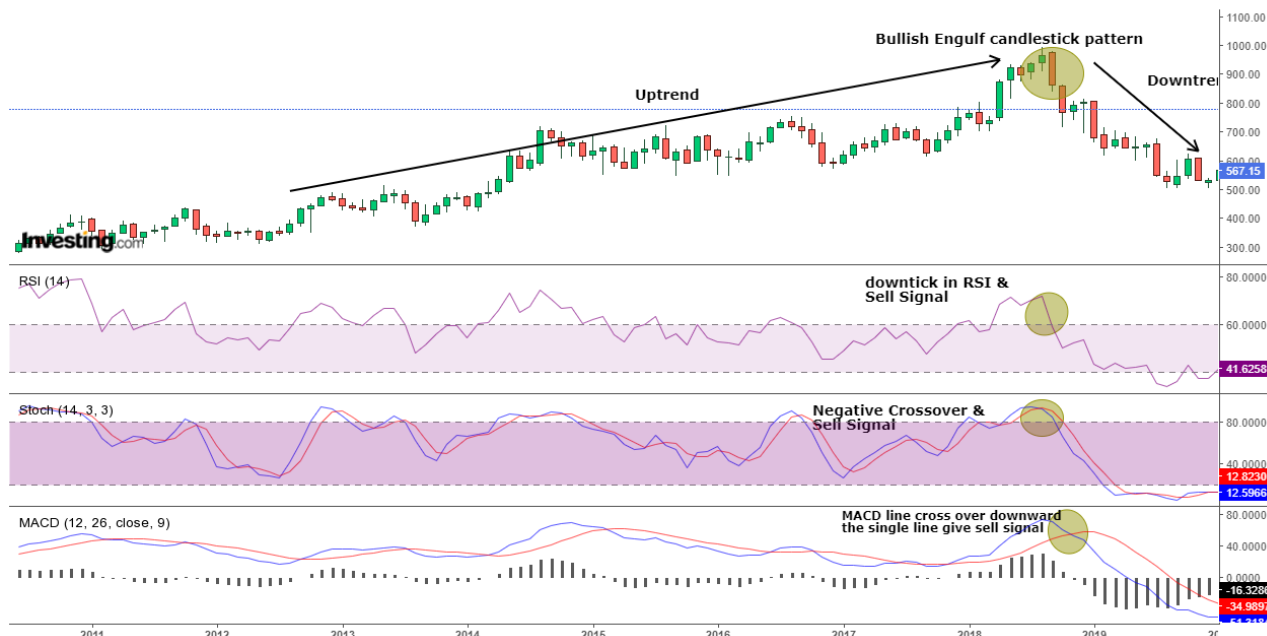 1100.00
Bullish Engulf candlestick pattern
1000.00
900.00
Uptrend
Downtre
800.00
700.00
600.00
567.15
500.00
400.00
Investing.com
300.00
RSI (14)
80.0000
downtick in RSI &
Sell Signal
60.0000
41.6258
Stoch (14, 3, 3)
Negative Crossover &
Sell Signal
80.0000
40.0000
12.8230
12.5966
MACD (12, 26, close, 9)
MACD line cross over downward
the single line give sell signal
80.0000
40.0000
0.0000
-16.3286
-34.9897
2011 2012 2013 2014 2015 2016 2017 2018 2019 20